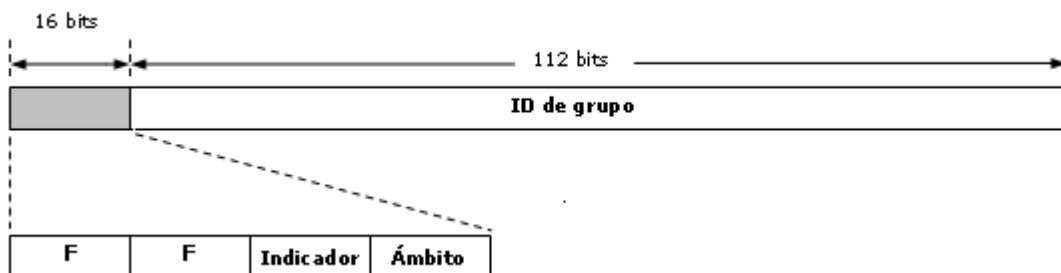 16 bits
112 bits
ID de grupo
F F Indicador Ámbito